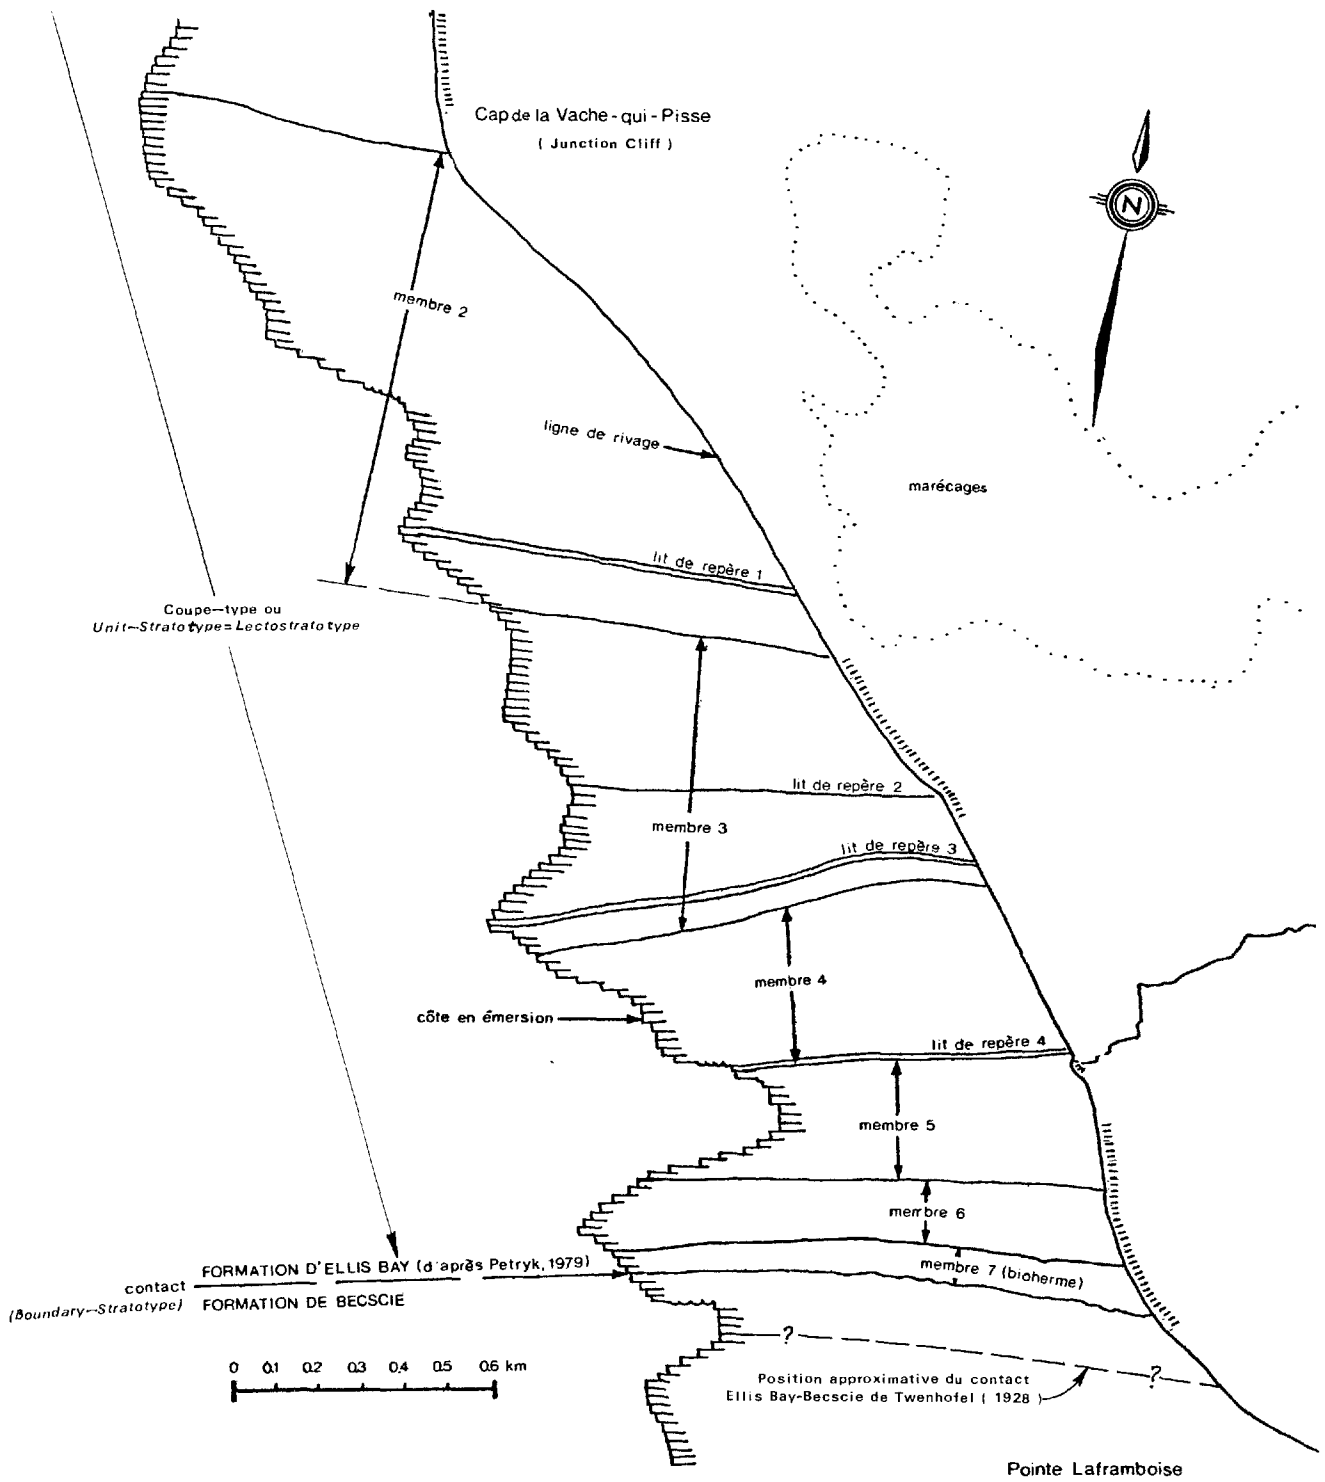 Cap de la Vache-qui-Pisse
( Junction Cliff )
N
membre 2
ligne de rivage
marécages
lit de repère 1
Coupe-type ou
Unit-Stratotype=Lectostratotype
lit de repère 2
membre 3
lit de repère 3
membre 4
côte en émersion
lit de repère 4
membre 5
membre 6
membre 7 (bioherme)
FORMATION D'ELLIS BAY (d'après Petryk, 1979)
contact
(Boundary-Stratotype) FORMATION DE BECSCIE
? ?
0 0.1 0.2 0.3 0.4 0.5 0.6 km
Position approximative du contact
Ellis Bay-Becscie de Twenhofel ( 1928 )
Pointe Laframboise